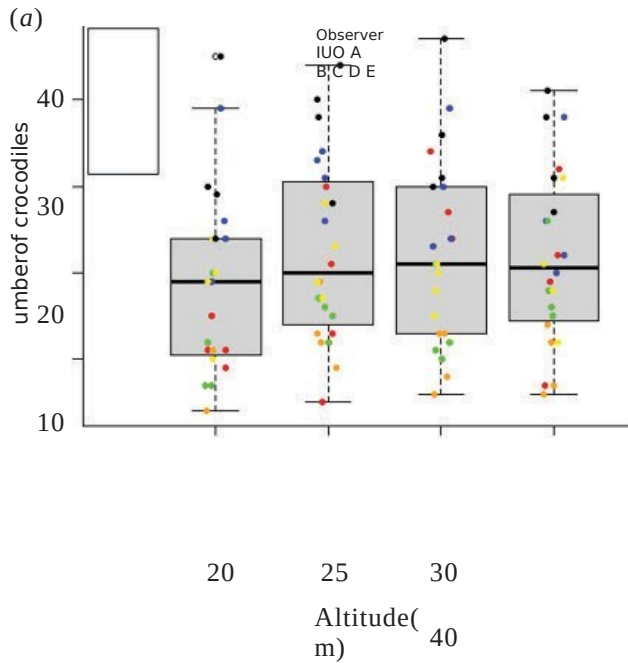 (a)
Observer
IUO A
B C D E
40
30
20
10
umberof crocodiles
20 25 30
Altitude(
m) 40